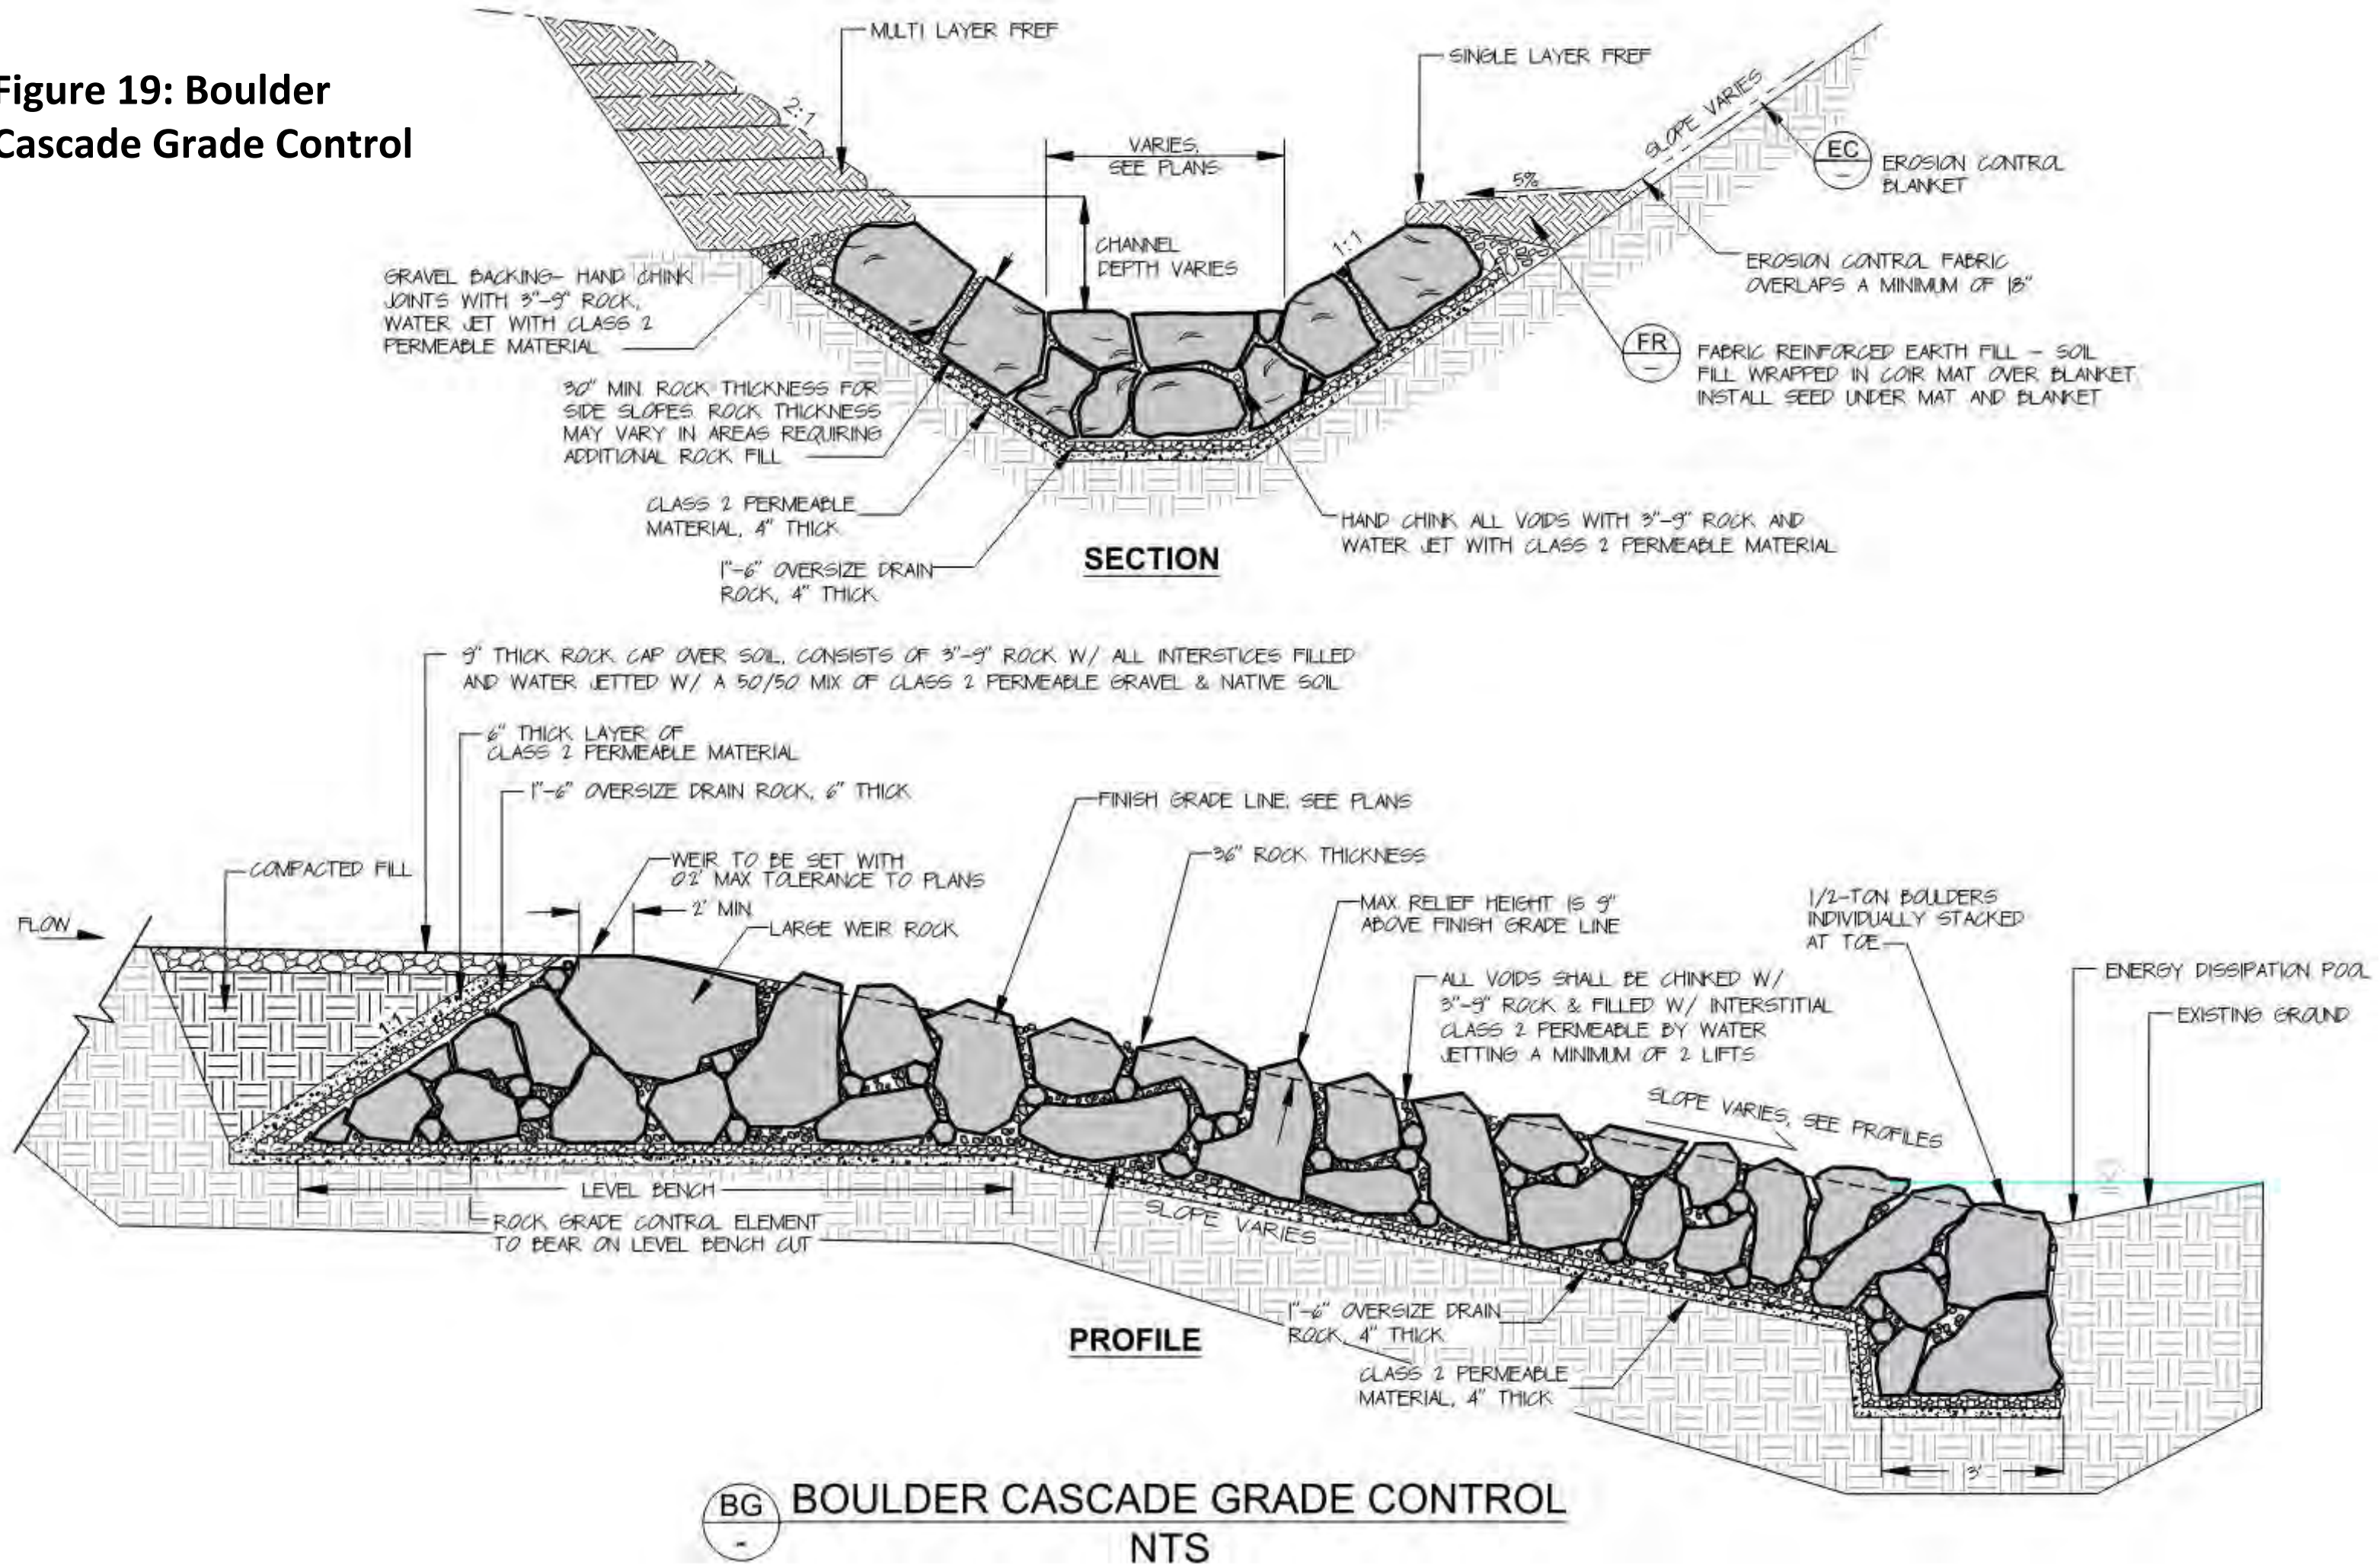 Figure 19: Boulder
Cascade Grade Control
MULTI LAYER FREF
SINGLE LAYER FREF
2:1
VARIES,
SEE PLANS
SLOPE VARIES
EC
-
EROSION CONTROL
BLANKET
5%
1:1
CHANNEL
DEPTH VARIES
GRAVEL BACKING- HAND CHINK
JOINTS WITH 3"-9" ROCK,
WATER JET WITH CLASS 2
PERMEABLE MATERIAL
EROSION CONTROL FABRIC
OVERLAPS A MINIMUM OF 18"
FR
-
FABRIC REINFORCED EARTH FILL - SOIL
FILL WRAPPED IN COIR MAT OVER BLANKET
INSTALL SEED UNDER MAT AND BLANKET
30" MIN. ROCK THICKNESS FOR
SIDE SLOPES. ROCK THICKNESS
MAY VARY IN AREAS REQUIRING
ADDITIONAL ROCK FILL
CLASS 2 PERMEABLE
MATERIAL, 4" THICK
HAND CHINK ALL VOIDS WITH 3"-9" ROCK AND
WATER JET WITH CLASS 2 PERMEABLE MATERIAL
1"-6" OVERSIZE DRAIN
ROCK, 4" THICK
SECTION
9" THICK ROCK CAP OVER SOIL, CONSISTS OF 3"-9" ROCK W/ ALL INTERSTICES FILLED
AND WATER JETTED W/ A 50/50 MIX OF CLASS 2 PERMEABLE GRAVEL & NATIVE SOIL
6" THICK LAYER OF
CLASS 2 PERMEABLE MATERIAL
1"-6" OVERSIZE DRAIN ROCK, 6" THICK
FINISH GRADE LINE, SEE PLANS
COMPACTED FILL
WEIR TO BE SET WITH
02' MAX TOLERANCE TO PLANS
36" ROCK THICKNESS
2' MIN.
LARGE WEIR ROCK
MAX RELIEF HEIGHT IS 9"
ABOVE FINISH GRADE LINE
1/2-TON BOULDERS
INDIVIDUALLY STACKED
AT TOE
FLOW
ALL VOIDS SHALL BE CHINKED W/
3"-9" ROCK & FILLED W/ INTERSTITIAL
CLASS 2 PERMEABLE BY WATER
JETTING A MINIMUM OF 2 LIFTS
ENERGY DISSIPATION POOL
EXISTING GROUND
1:1
SLOPE VARIES, SEE PROFILES
LEVEL BENCH
ROCK GRADE CONTROL ELEMENT
TO BEAR ON LEVEL BENCH CUT
SLOPE VARIES
1"-6" OVERSIZE DRAIN
ROCK, 4" THICK
PROFILE
CLASS 2 PERMEABLE
MATERIAL, 4" THICK
3'
BG
-
BOULDER CASCADE GRADE CONTROL
NTS